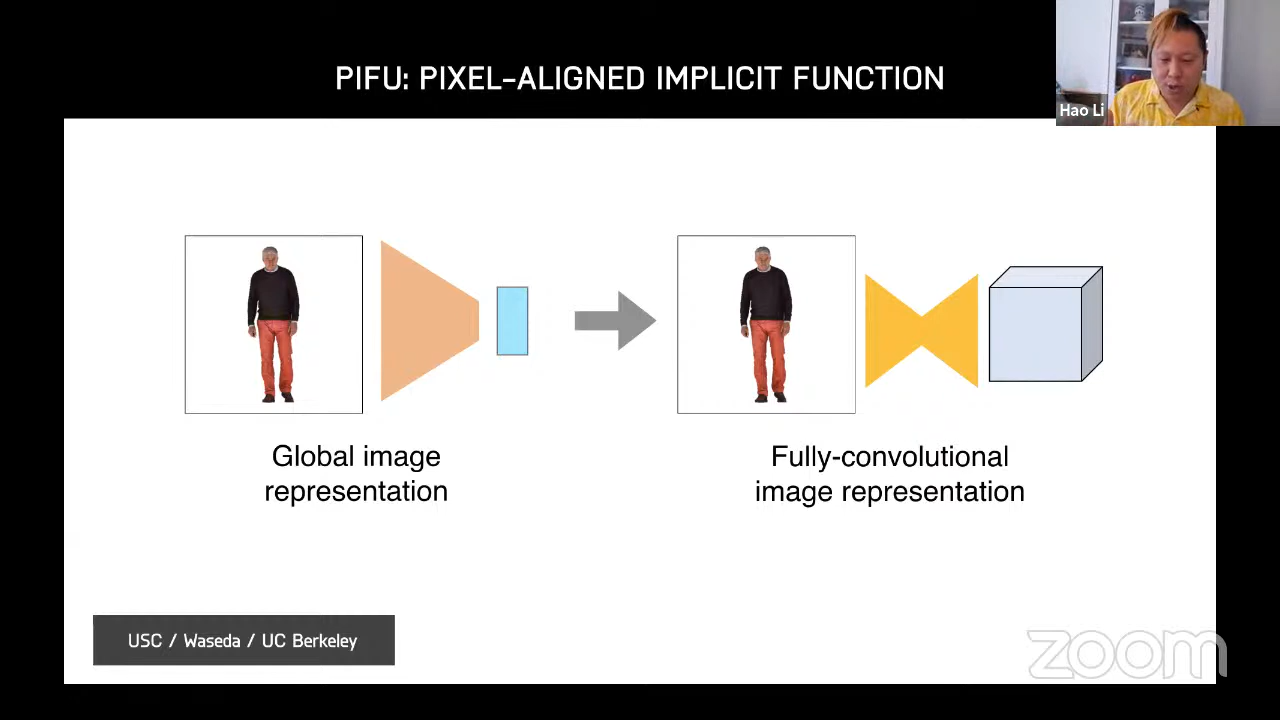 PIFU: PIXEL-ALIGNED IMPLICIT FUNCTION
Hao Li
Global image
representation
Fully-convolutional
image representation
USC / Waseda / UC Berkeley
zoom